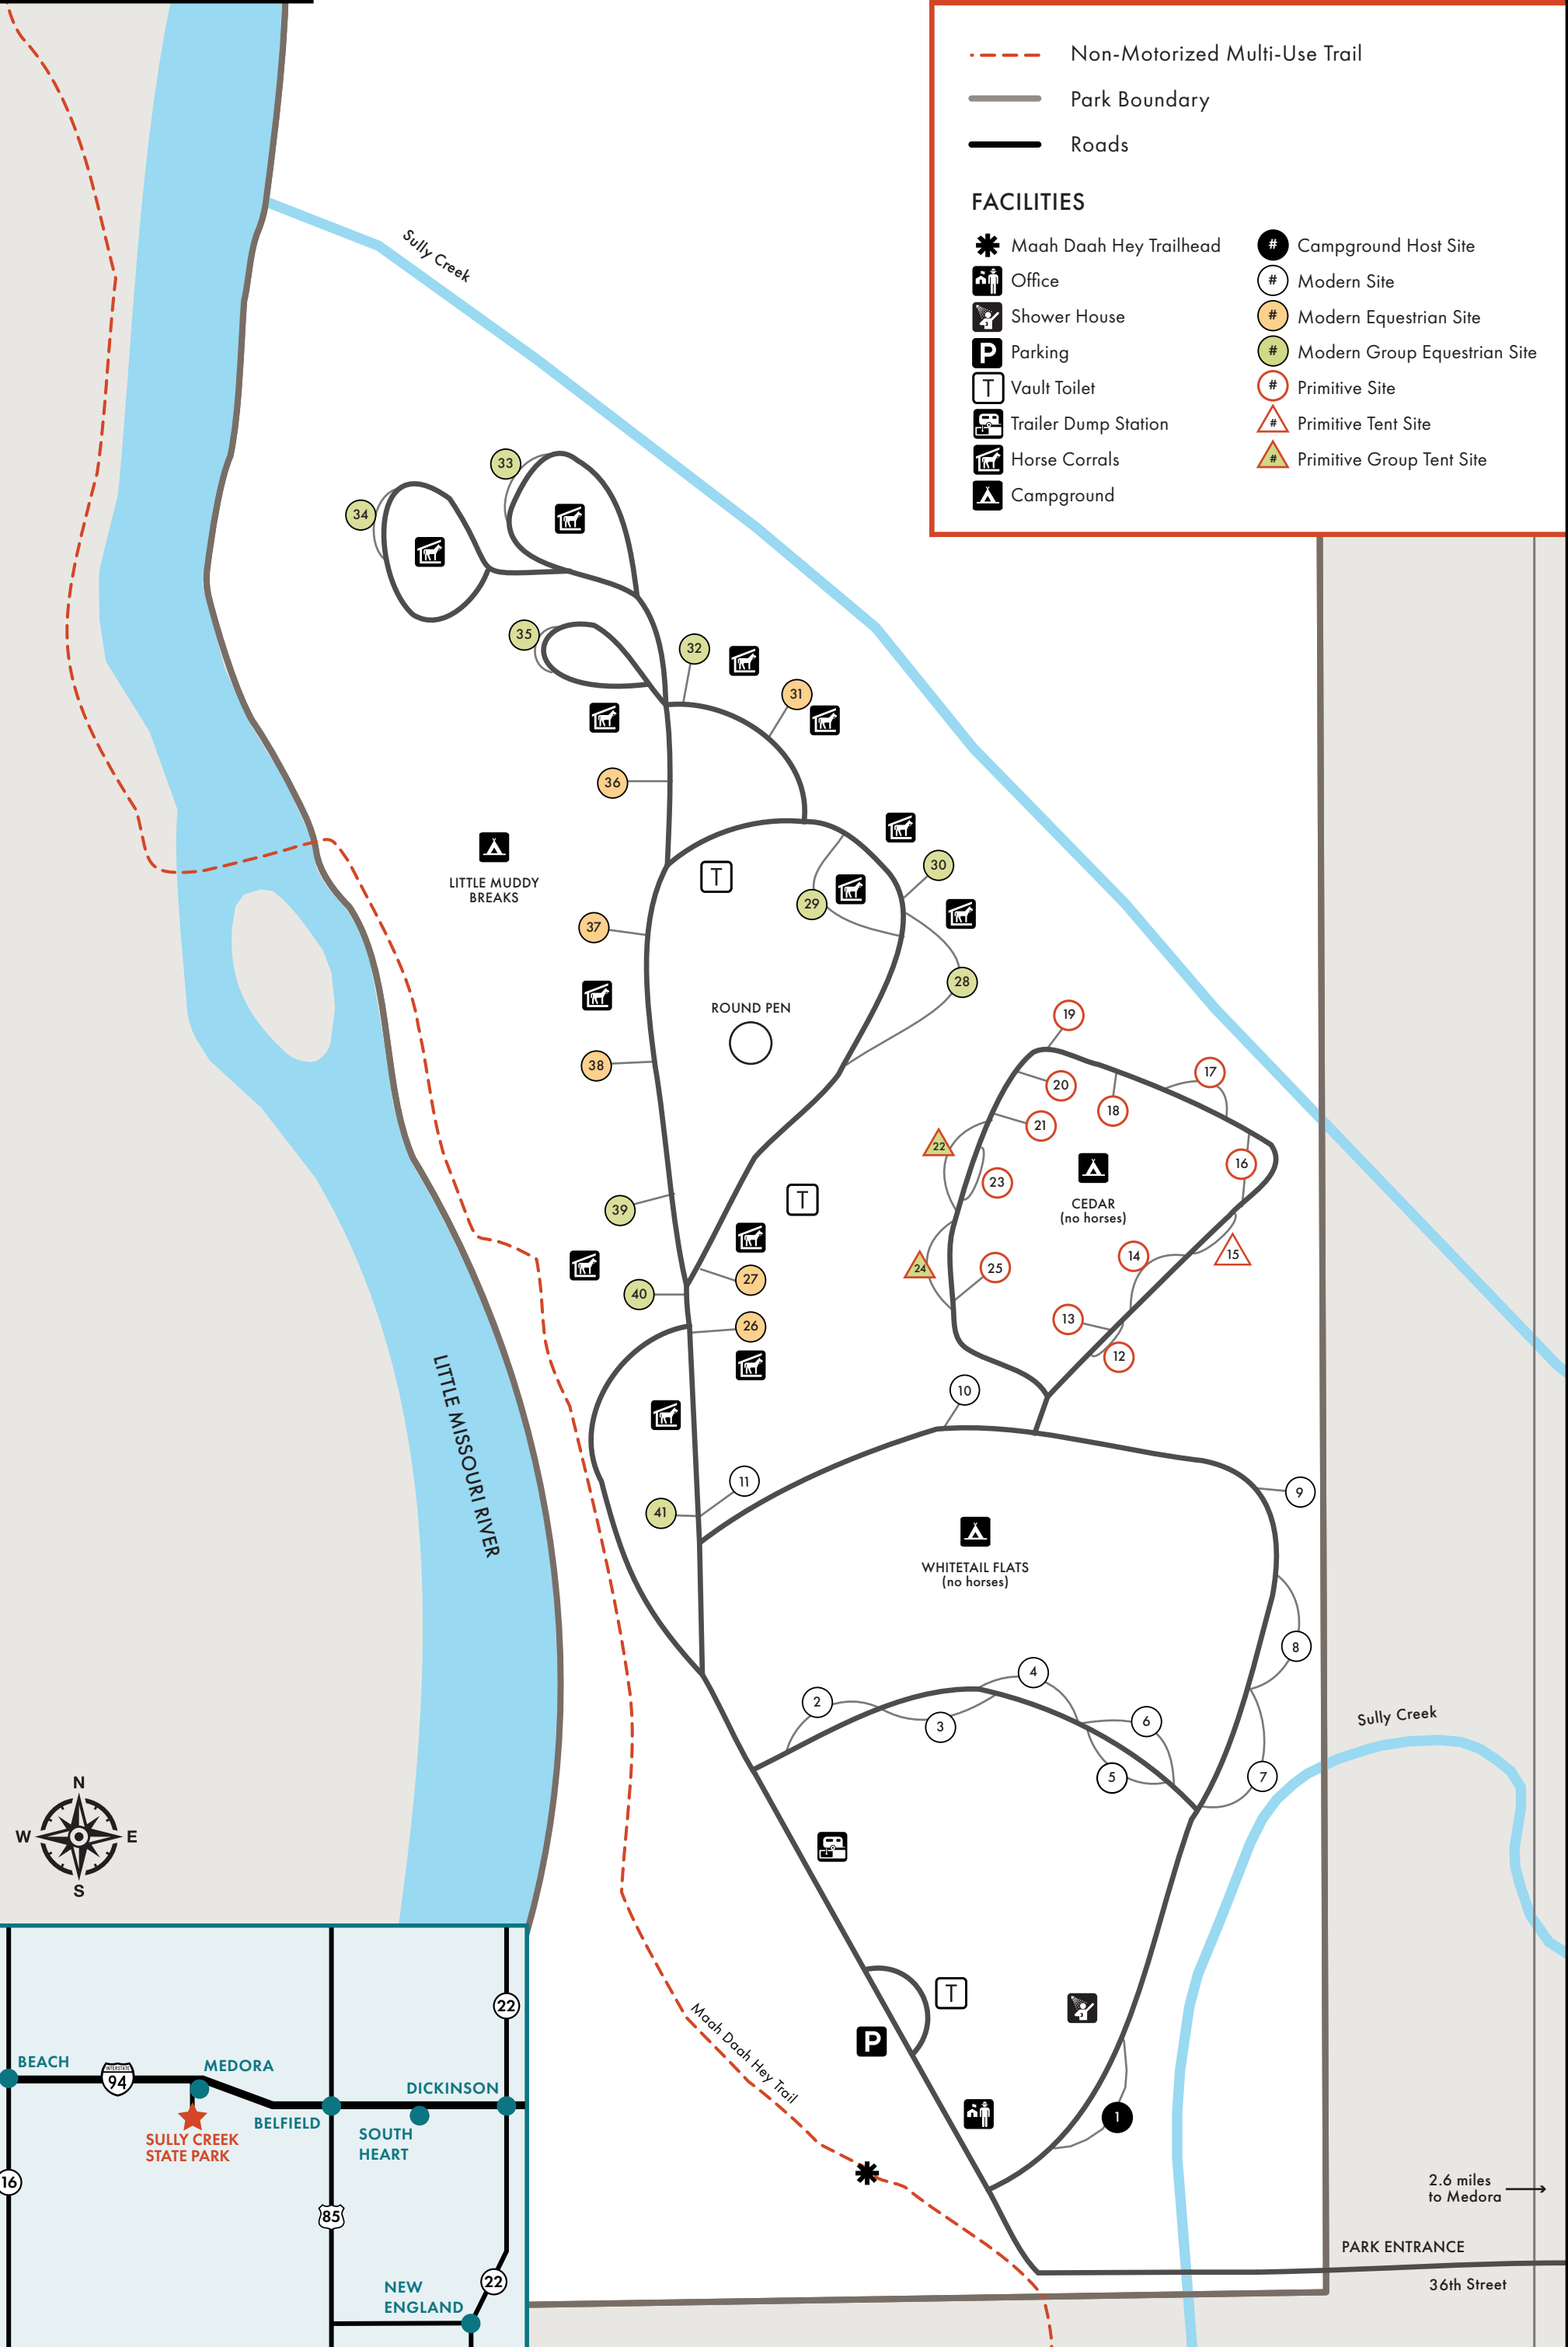 Non-Motorized Multi-Use Trail
Park Boundary
Roads
FACILITIES
Maah Daah Hey Trailhead
Office
Shower House
P
Parking
T
Vault Toilet
Trailer Dump Station
Horse Corrals
Campground
#
Campground Host Site
#
Modern Site
#
Modern Equestrian Site
#
Modern Group Equestrian Site
#
Primitive Site
#
Primitive Tent Site
#
Primitive Group Tent Site
Sully Creek
33
34
35
32
31
36
LITTLE MUDDY
BREAKS
T
30
29
37
28
ROUND PEN
38
19
17
20
18
21
22
16
23
CEDAR
(no horses)
T
39
14
15
24
25
27
40
13
26
12
LITTLE MISSOURI RIVER
10
11
9
41
WHITETAIL FLATS
(no horses)
8
4
2
3
6
5
7
Sully Creek
N
W
E
S
T
P
Maah Daah Hey Trail
1
2.6 miles
to Medora
PARK ENTRANCE
36th Street
22
BEACH
INTERSTATE
94
MEDORA
DICKINSON
BELFIELD
SOUTH
HEART
SULLY CREEK
STATE PARK
16
85
22
NEW
ENGLAND